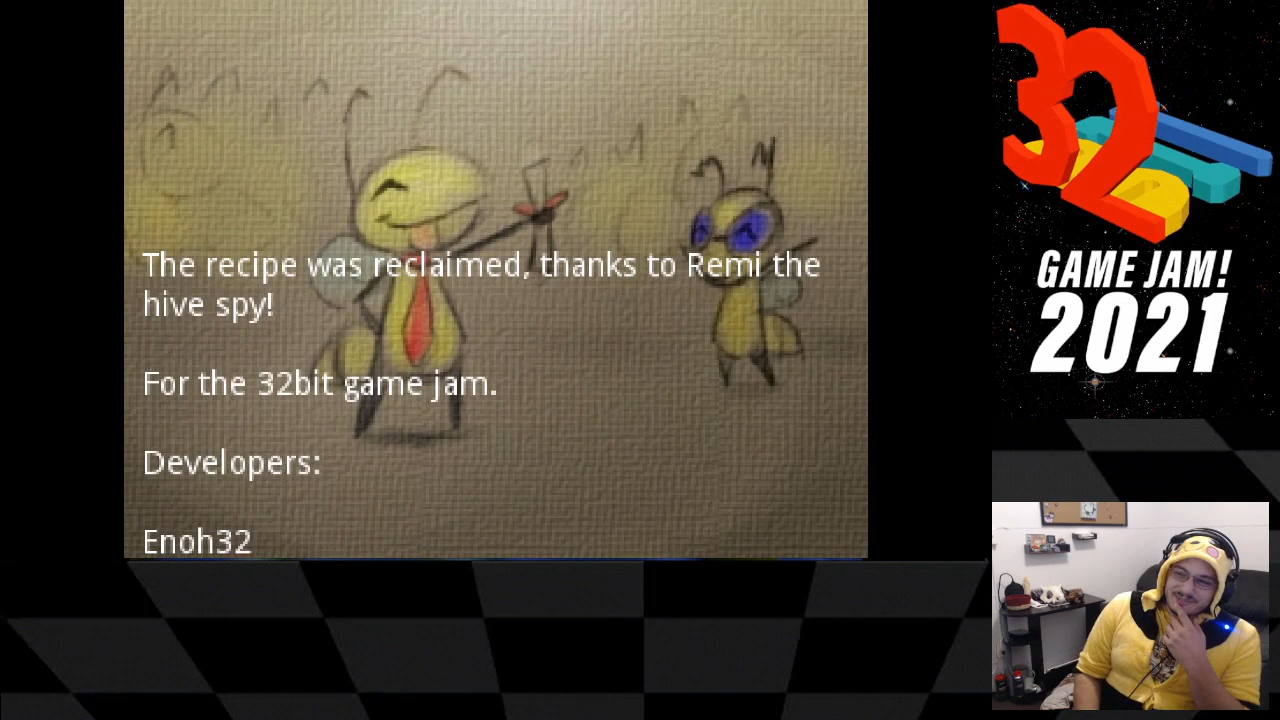 The recipe was reclaimed, thanks to Remi the
hive spy!
For the 32bit game jam.
Developers:
Enoh32
32
GAME JAM!
2021